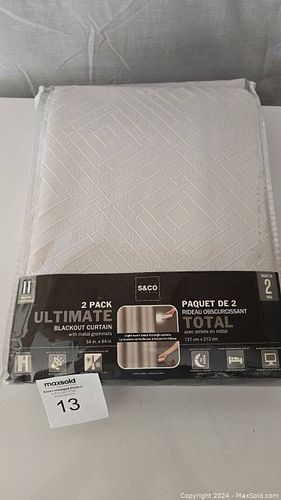 S&CO
2 PACK
ULTIMATE
BLACKOUT CURTAIN
with metal grommets
54 in. x 84 in
PAQUET DE 2
RIDEAU OBSCURCISSANT
TOTAL
avec œillets en métal
137 cm x 213 cm
2
maxsold
13
Copyright © 2024 - MaxSold.com